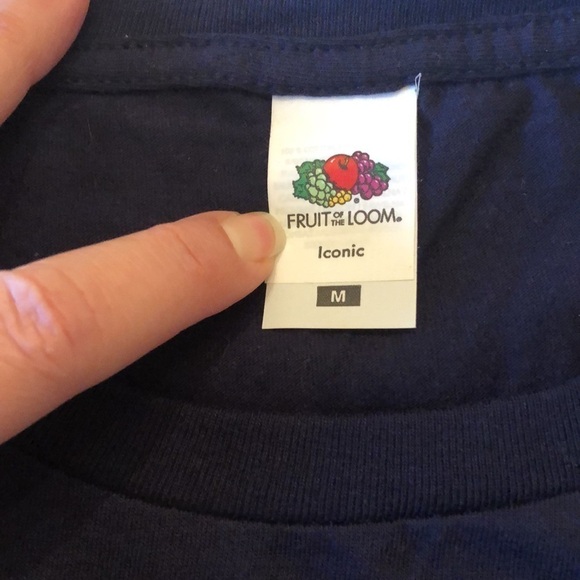 FRUIT OF THE LOOM®
Iconic
M